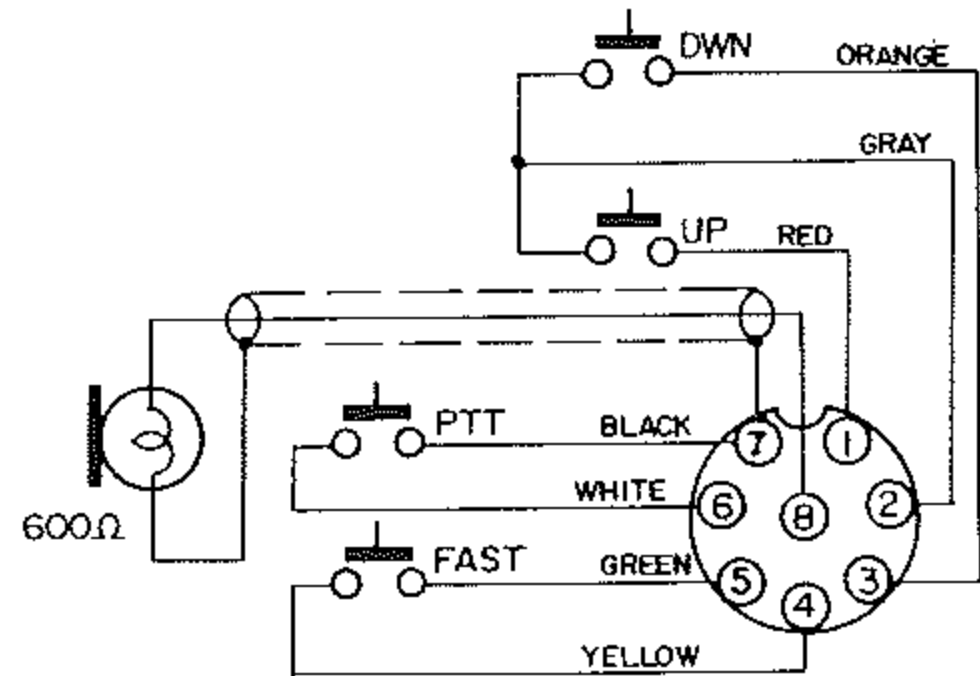 DWN
ORANGE
GRAY
UP
RED
PTT
BLACK
7
1
WHITE
6
8
2
600Ω
FAST
GREEN
5
4
3
YELLOW